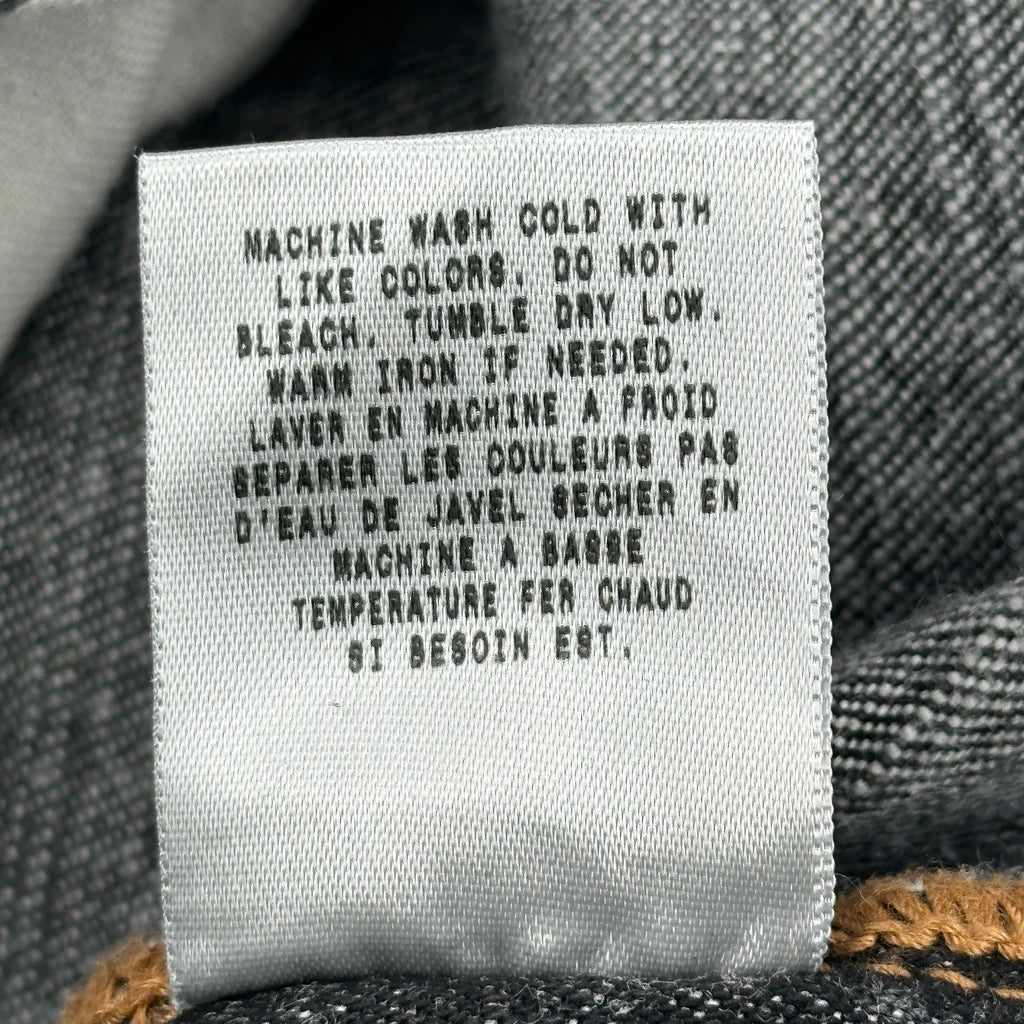 MACHINE WASH COLD WITH
LIKE COLORS. DO NOT
BLEACH. TUMBLE DRY LOW.
WARM IRON IF NEEDED.
LAVER EN MACHINE A FROID
SEPARER LES COULEURS PAS
D'EAU DE JAVEL SECHER EN
MACHINE A BASSE
TEMPERATURE FER CHAUD
SI BESOIN EST.